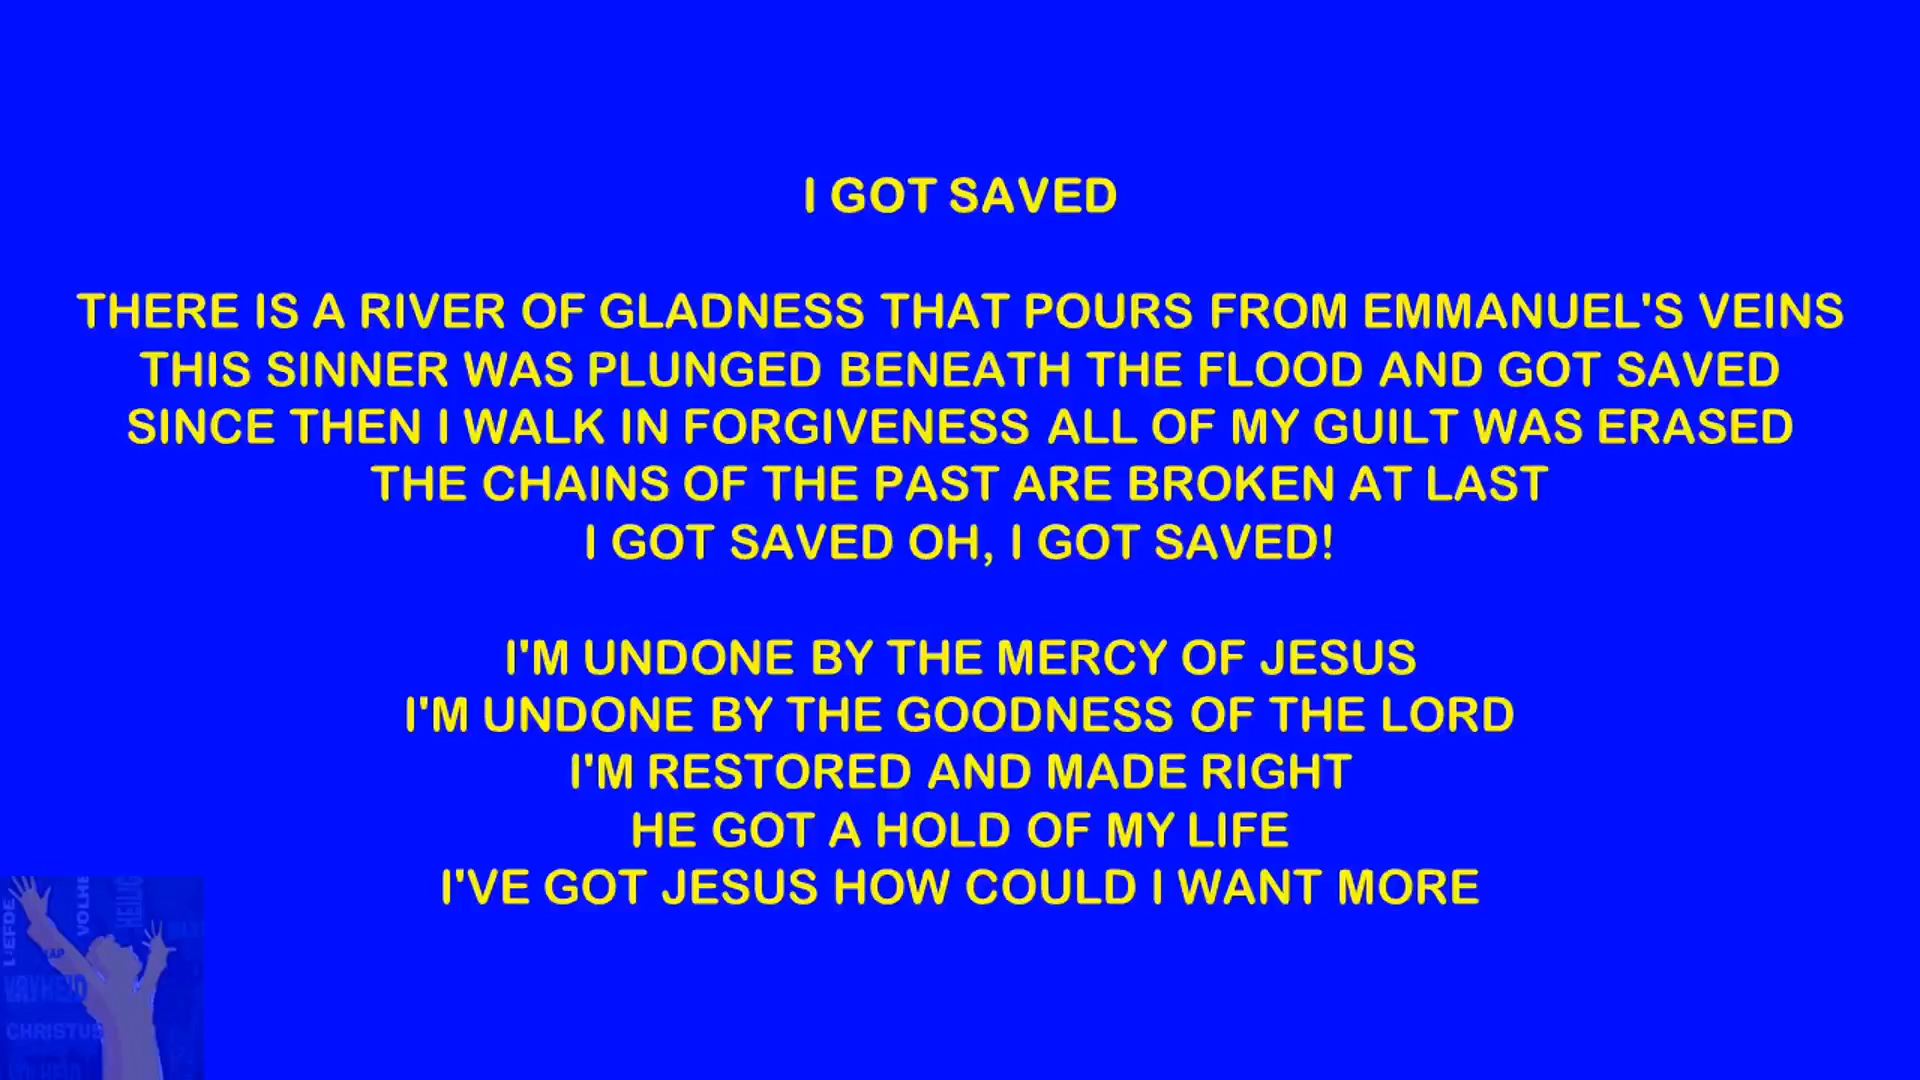 I GOT SAVED
THERE IS A RIVER OF GLADNESS THAT POURS FROM EMMANUEL'S VEINS
THIS SINNER WAS PLUNGED BENEATH THE FLOOD AND GOT SAVED
SINCE THEN I WALK IN FORGIVENESS ALL OF MY GUILT WAS ERASED
THE CHAINS OF THE PAST ARE BROKEN AT LAST
I GOT SAVED OH, I GOT SAVED!
I'M UNDONE BY THE MERCY OF JESUS
I'M UNDONE BY THE GOODNESS OF THE LORD
I'M RESTORED AND MADE RIGHT
HE GOT A HOLD OF MY LIFE
I'VE GOT JESUS HOW COULD I WANT MORE
LIEFDE
VOLHE
HEILIG
VRYHEID
CHRISTUS